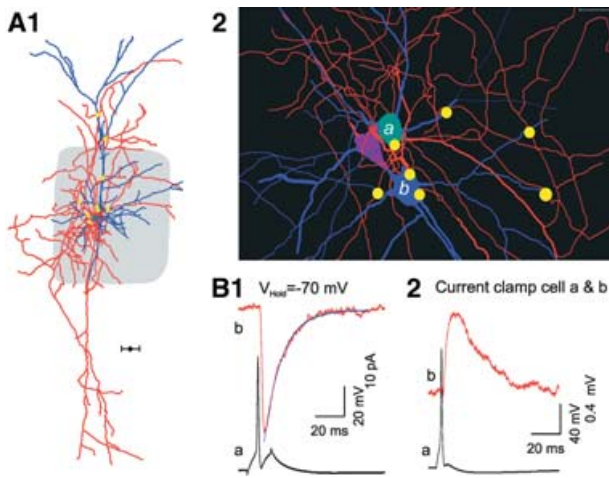 A1
2
a
b
B1 V_Hold=-70 mV
2 Current clamp cell a & b
b
a
20 mV
10 pA
20 ms
b
a
40 mV
0.4 mV
20 ms